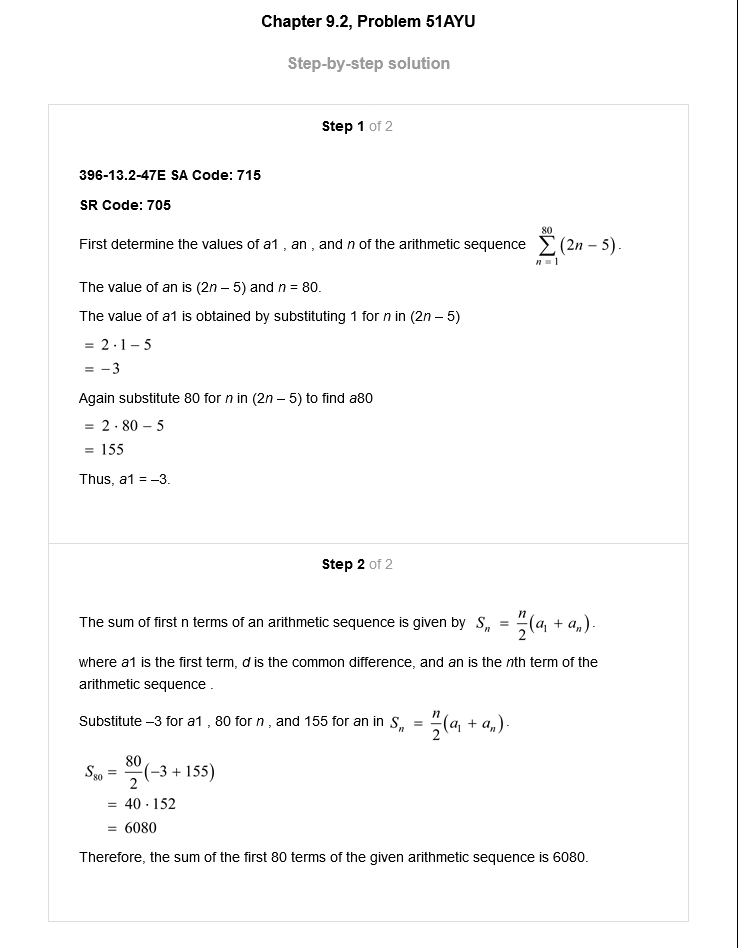 Chapter 9.2, Problem 51AYU
Step-by-step solution
Step 1 of 2
396-13.2-47E SA Code: 715
SR Code: 705
First determine the values of a1 , an , and n of the arithmetic sequence \sum_{n=1}^{80} (2n – 5).
The value of an is (2n – 5) and n = 80.
The value of a1 is obtained by substituting 1 for n in (2n – 5)
= 2 · 1 – 5
= –3
Again substitute 80 for n in (2n – 5) to find a80
= 2 · 80 – 5
= 155
Thus, a1 = –3.
Step 2 of 2
The sum of first n terms of an arithmetic sequence is given by S_n = \frac{n}{2}(a_1 + a_n).
where a1 is the first term, d is the common difference, and an is the nth term of the
arithmetic sequence .
Substitute –3 for a1 , 80 for n , and 155 for an in S_n = \frac{n}{2}(a_1 + a_n).
S_{80} = \frac{80}{2}(–3 + 155)
= 40 · 152
= 6080
Therefore, the sum of the first 80 terms of the given arithmetic sequence is 6080.